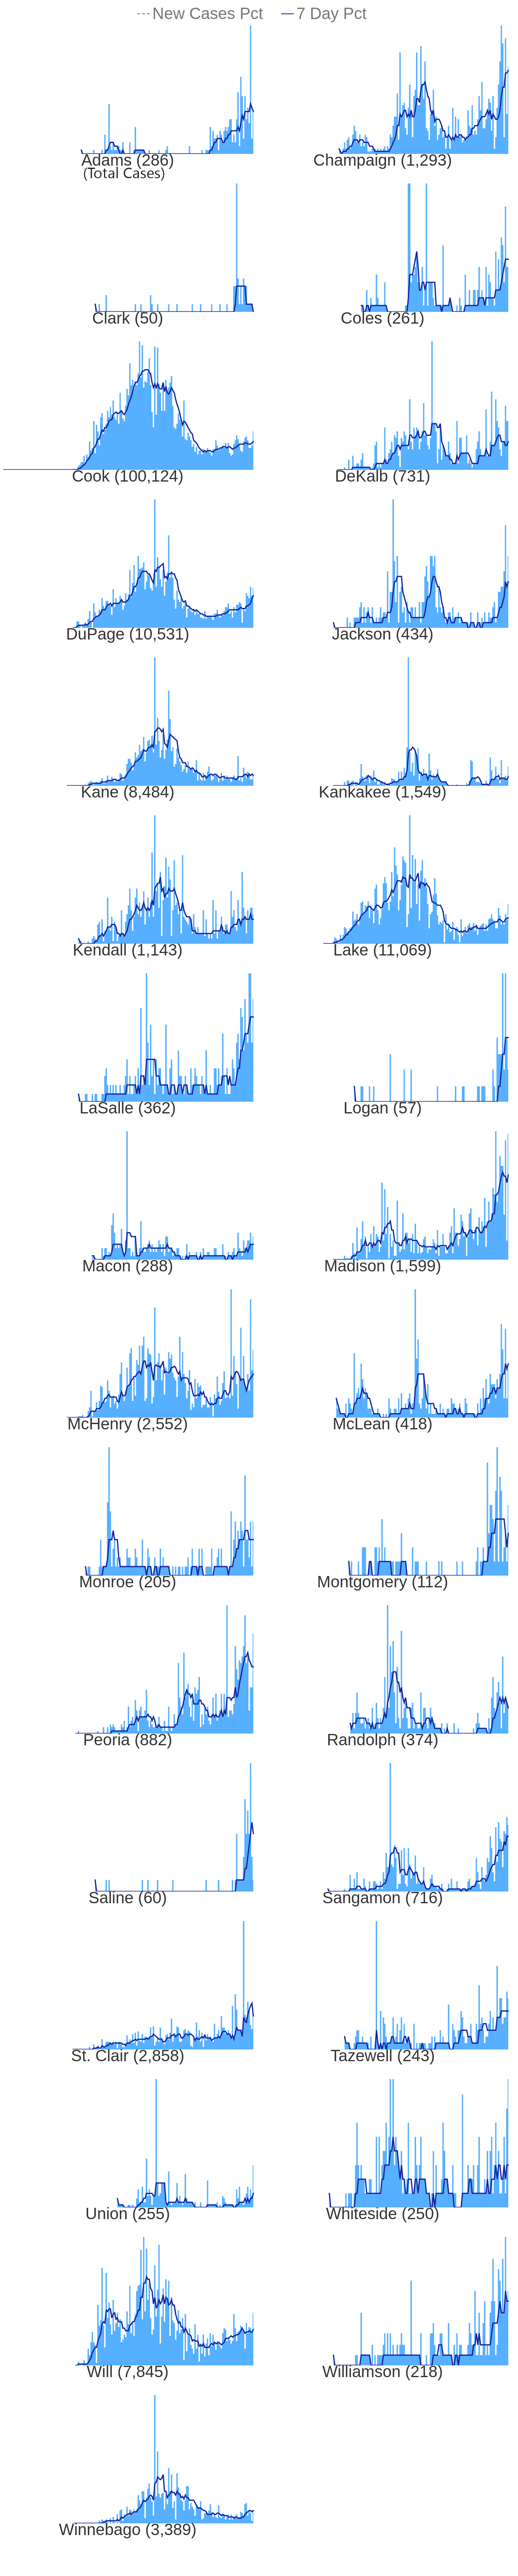 New Cases Pct 7 Day Pct
Adams (286) Champaign (1,293)
(Total Cases)
Clark (50) Coles (261)
Cook (100,124) DeKalb (731)
DuPage (10,531) Jackson (434)
Kane (8,484) Kankakee (1,549)
Kendall (1,143) Lake (11,069)
LaSalle (362) Logan (57)
Macon (288) Madison (1,599)
McHenry (2,552) McLean (418)
Monroe (205) Montgomery (112)
Peoria (882) Randolph (374)
Saline (60) Sangamon (716)
St. Clair (2,858) Tazewell (243)
Union (255) Whiteside (250)
Will (7,845) Williamson (218)
Winnebago (3,389)